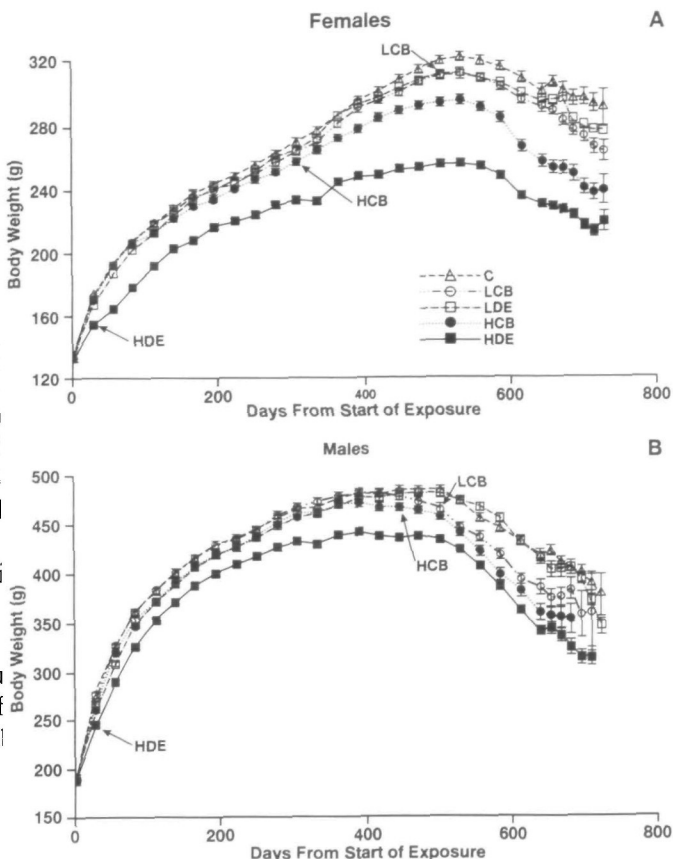 Females
A
LCB
320
280
240
200
160
120
Body Weight (g)
HCB
HDE
C
LCB
LDE
HCB
HDE
0
200
400
600
800
Days From Start of Exposure
Males
B
500
450
400
350
300
250
200
150
Body Weight (g)
LCB
HCB
HDE
0
200
400
600
800
Days From Start of Exposure